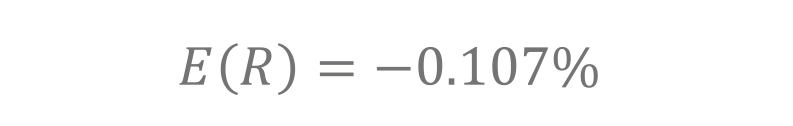 E(R) = −0.107%